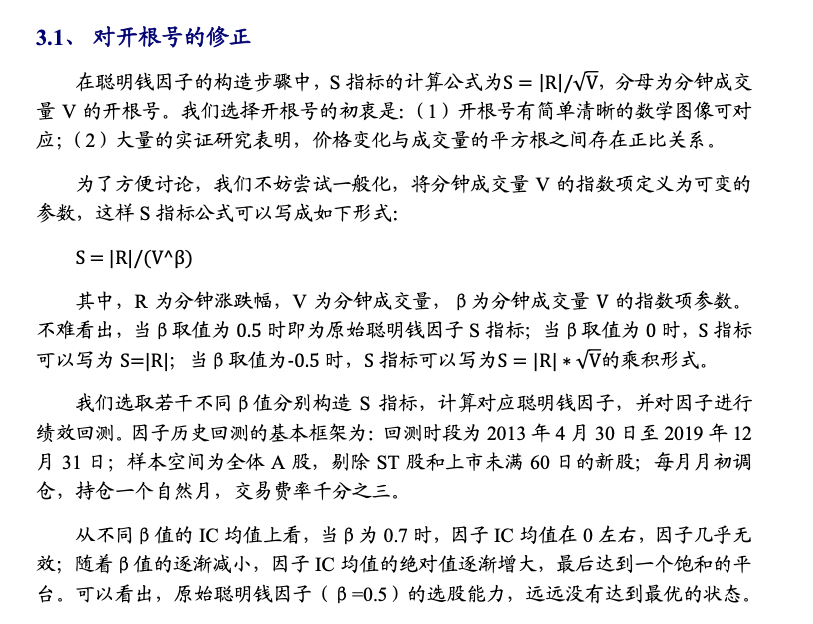 3.1、 对开根号的修正
在聪明钱因子的构造步骤中，S 指标的计算公式为S = |R|/√V，分母为分钟成交
量 V 的开根号。我们选择开根号的初衷是：（1）开根号有简单清晰的数学图像可对
应；（2）大量的实证研究表明，价格变化与成交量的平方根之间存在正比关系。
为了方便讨论，我们不妨尝试一般化，将分钟成交量 V 的指数项定义为可变的
参数，这样 S 指标公式可以写成如下形式：
S = |R|/(V^β)
其中，R 为分钟涨跌幅，V 为分钟成交量， β为分钟成交量 V 的指数项参数。
不难看出，当β取值为 0.5 时即为原始聪明钱因子 S 指标；当β取值为 0 时，S 指标
可以写为 S=|R|；当β取值为-0.5 时，S 指标可以写为S = |R| * √V的乘积形式。
我们选取若干不同β值分别构造 S 指标，计算对应聪明钱因子，并对因子进行
绩效回测。因子历史回测的基本框架为：回测时段为 2013 年 4 月 30 日至 2019 年 12
月 31 日；样本空间为全体 A 股，剔除 ST 股和上市未满 60 日的新股；每月月初调
仓，持仓一个自然月，交易费率千分之三。
从不同β值的 IC 均值上看，当β为 0.7 时，因子 IC 均值在 0 左右，因子几乎无
效；随着β值的逐渐减小，因子 IC 均值的绝对值逐渐增大，最后达到一个饱和的平
台。可以看出，原始聪明钱因子（ β=0.5）的选股能力，远远没有达到最优的状态。